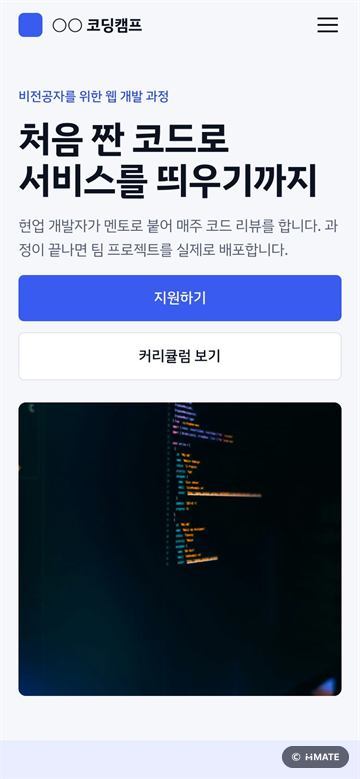 ○○ 코딩캠프
비전공자를 위한 웹 개발 과정
처음 짠 코드로
서비스를 띄우기까지
현업 개발자가 멘토로 붙어 매주 코드 리뷰를 합니다. 과
정이 끝나면 팀 프로젝트를 실제로 배포합니다.
지원하기
커리큘럼 보기
© HMATE